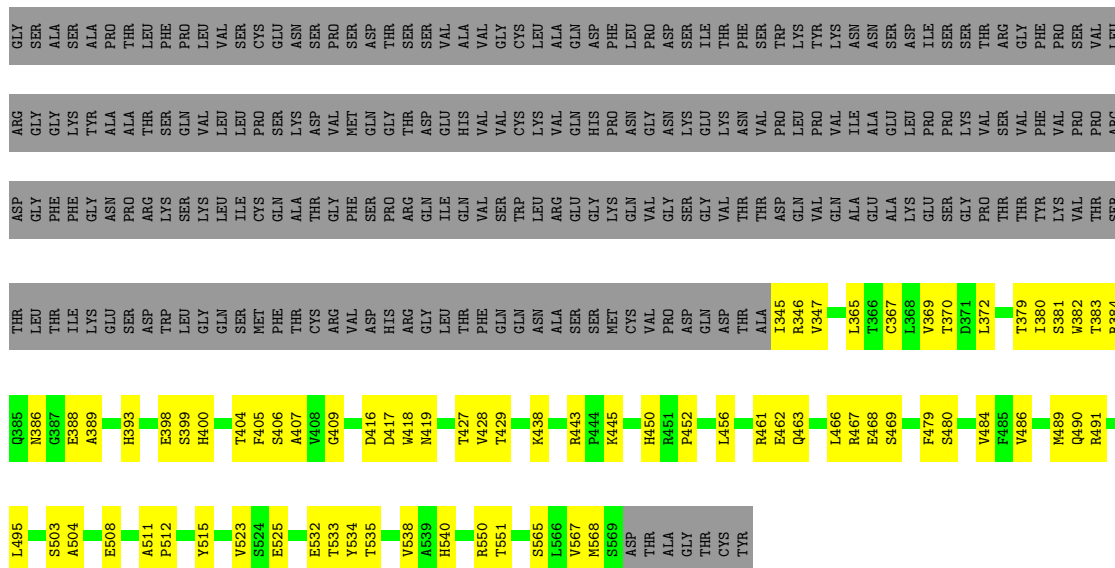 GLY SER ALA SER ALA PRO THR LEU PHE PRO LEU VAL SER CYS GLU ASN SER PRO SER ASP THR SER SER VAL ALA VAL GLY CYS LEU ALA GLN ASP PHE LEU PRO ASP SER ILE THR PHE SER TRP LYS TYR LYS ASN ASN SER ASP ILE SER SER THR ARG GLY PHE PRO SER VAL LEU
ARG GLY GLY LYS TYR ALA ALA THR SER GLN VAL LEU LEU PRO SER LYS ASP VAL MET GLN GLY THR ASP GLU HIS VAL VAL CYS LYS VAL GLN HIS PRO ASN GLY ASN LYS GLU LYS ASN VAL PRO LEU PRO VAL ILE ALA GLU LEU PRO PRO LYS VAL SER VAL PHE VAL PRO PRO ARG
ASP GLY PHE PHE GLY ASN PRO ARG LYS SER LYS LEU ILE CYS GLN ALA THR GLY PHE SER PRO ARG GLN ILE GLN VAL SER TRP LEU ARG GLU GLY LYS GLN VAL GLY SER GLY VAL THR THR ASP GLN VAL GLN ALA GLU ALA LYS GLU SER GLY PRO THR THR TYR LYS VAL THR SER
THR LEU THR ILE LYS GLU SER ASP TRP LEU GLY GLN SER MET PHE THR CYS ARG VAL ASP HIS ARG GLY LEU THR PHE GLN GLN ASN ALA SER SER MET CYS VAL PRO ASP GLN ASP THR ALA I345 R346 V347 L365 T366 C367 L368 V369 T370 D371 L372 T379 I380 S381 W382 T383 R384
Q385 N386 G387 E388 A389 H393 E398 S399 H400 T404 F405 S406 A407 V408 G409 D416 D417 W418 N419 T427 V428 T429 K438 R443 P444 K445 H450 R451 P452 L456 R461 E462 Q463 L466 R467 E468 S469 F479 S480 V484 F485 V486 M489 Q490 R491
L495 S503 A504 E508 A511 P512 Y515 V523 S524 E525 E532 T533 Y534 T535 V538 A539 H540 R550 T551 S565 L566 V567 M568 S569 ASP THR ALA GLY THR CYS TYR